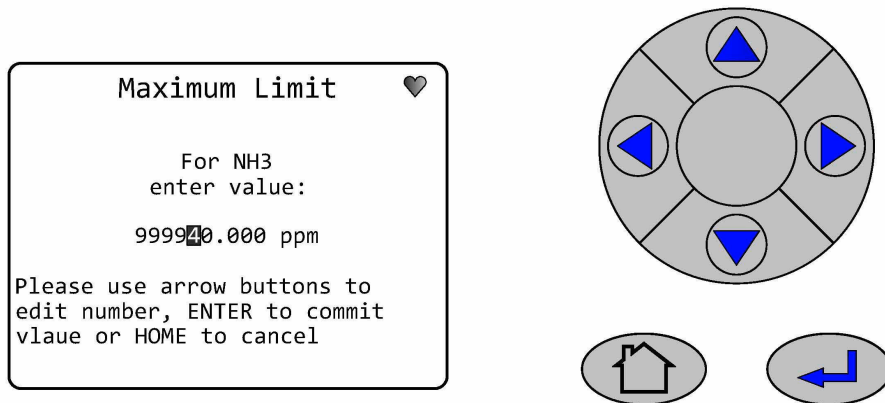 Maximum Limit
For NH3
enter value:
999940.000 ppm
Please use arrow buttons to
edit number, ENTER to commit
vlaue or HOME to cancel